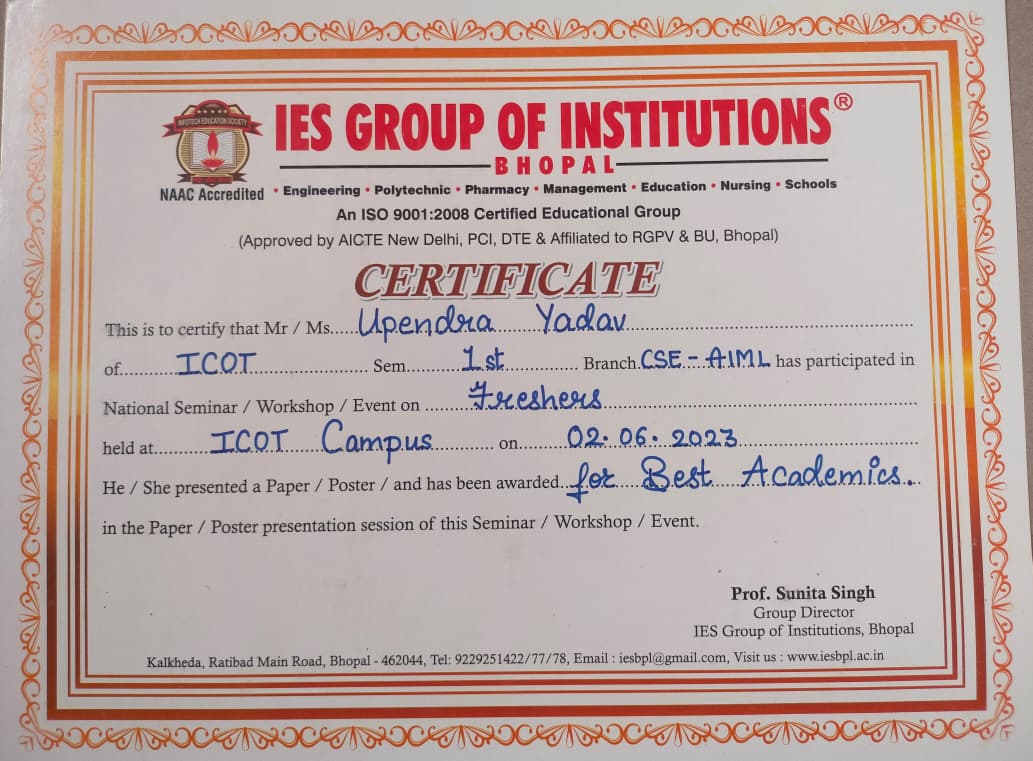 INFOTECH EDUCATION SOCIETY
IES GROUP OF INSTITUTIONS®
BHOPAL
NAAC Accredited
• Engineering • Polytechnic • Pharmacy • Management • Education • Nursing • Schools
An ISO 9001:2008 Certified Educational Group
(Approved by AICTE New Delhi, PCI, DTE & Affiliated to RGPV & BU, Bhopal)
CERTIFICATE
This is to certify that Mr / Ms..... Upendra Yadav
of ICOT Sem 1st Branch CSE-AIML has participated in
National Seminar / Workshop / Event on Freshers
held at ICOT Campus on 02.06.2023
He / She presented a Paper / Poster / and has been awarded for Best Academics.
in the Paper / Poster presentation session of this Seminar / Workshop / Event.
Prof. Sunita Singh
Group Director
IES Group of Institutions, Bhopal
Kalkheda, Ratibad Main Road, Bhopal - 462044, Tel: 9229251422/77/78, Email : iesbpl@gmail.com, Visit us : www.iesbpl.ac.in